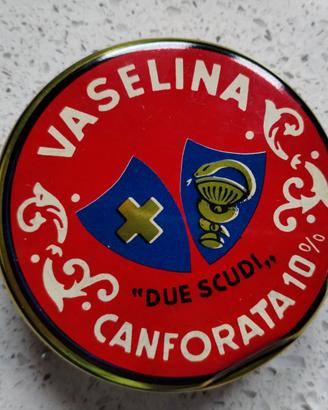 VASELINA
"DUE SCUDI„
CANFORATA 10%